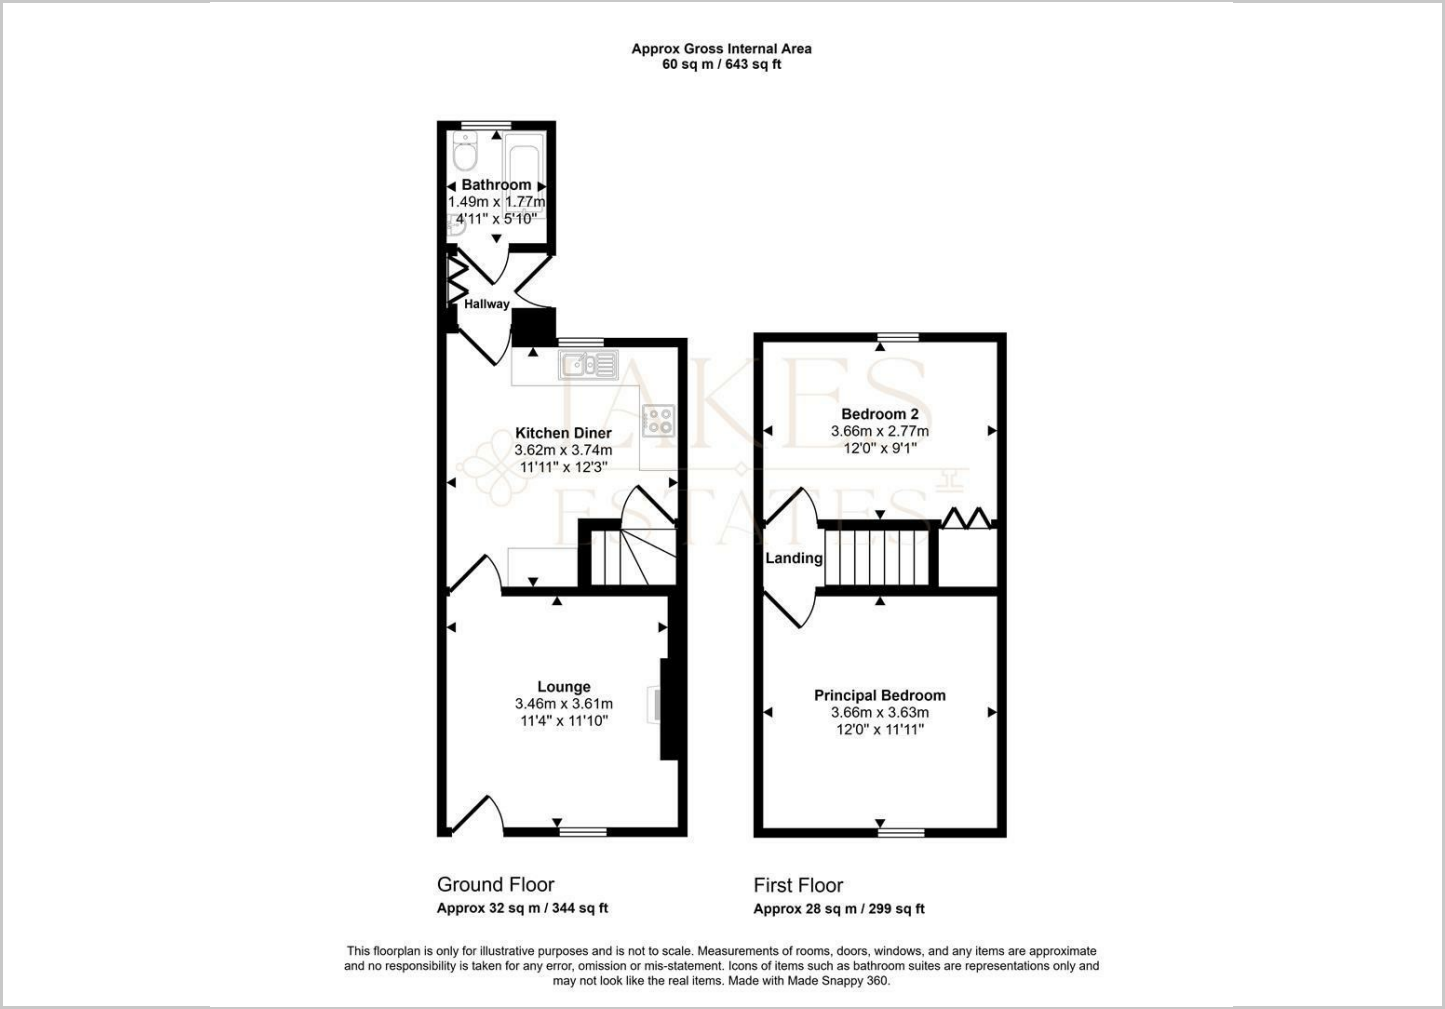 Approx Gross Internal Area
60 sq m / 643 sq ft
Bathroom
1.49m x 1.77m
4'11" x 5'10"
Hallway
Kitchen Diner
3.62m x 3.74m
11'11" x 12'3"
Lounge
3.46m x 3.61m
11'4" x 11'10"
Bedroom 2
3.66m x 2.77m
12'0" x 9'1"
Landing
Principal Bedroom
3.66m x 3.63m
12'0" x 11'11"
JAKES
ESTATES
Ground Floor
Approx 32 sq m / 344 sq ft
First Floor
Approx 28 sq m / 299 sq ft
This floorplan is only for illustrative purposes and is not to scale. Measurements of rooms, doors, windows, and any items are approximate
and no responsibility is taken for any error, omission or mis-statement. Icons of items such as bathroom suites are representations only and
may not look like the real items. Made with Made Snappy 360.